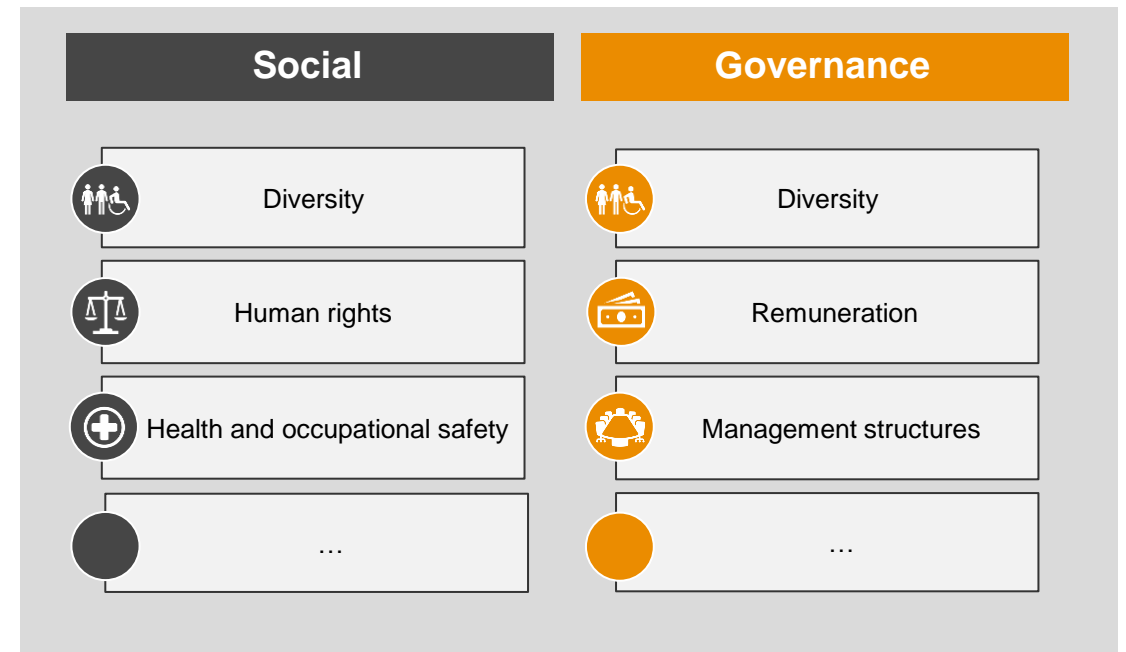 Social
Diversity
Human rights
Health and occupational safety
…
Governance
Diversity
Remuneration
Management structures
…